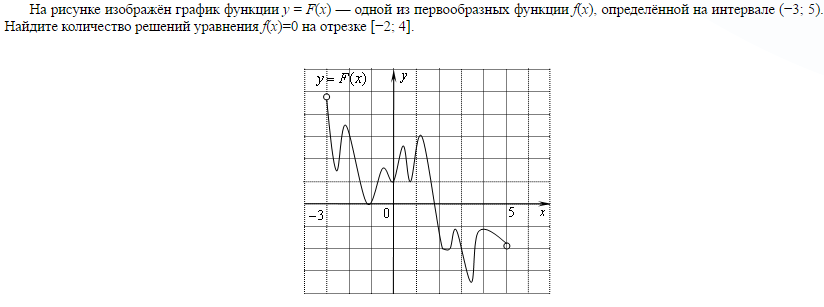 На рисунке изображён график функции y = F(x) — одной из первообразных функции f(x), определённой на интервале (−3; 5).
Найдите количество решений уравнения f(x)=0 на отрезке [−2; 4].
y = F(x) y
−3 0 5 x